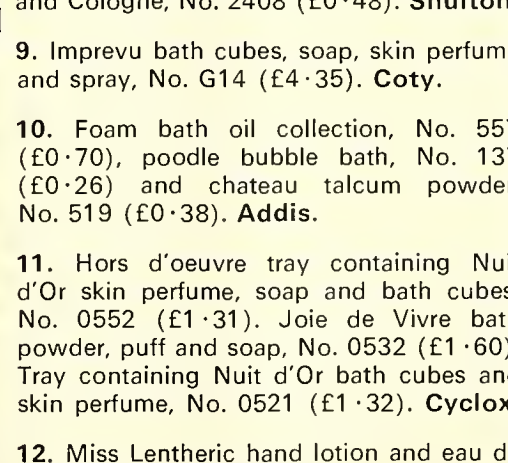 and Cologne, No. 2408 (£0·48). Shulton
9. Imprevu bath cubes, soap, skin perfum
and spray, No. G14 (£4·35). Coty.
10. Foam bath oil collection, No. 55
(£0·70), poodle bubble bath, No. 13
(£0·26) and chateau talcum powde
No. 519 (£0·38). Addis.
11. Hors d'oeuvre tray containing Nui
d'Or skin perfume, soap and bath cubes
No. 0552 (£1·31). Joie de Vivre bat
powder, puff and soap, No. 0532 (£1·60)
Tray containing Nuit d'Or bath cubes an
skin perfume, No. 0521 (£1·32). Cyclox
12. Miss Lentheric hand lotion and eau d